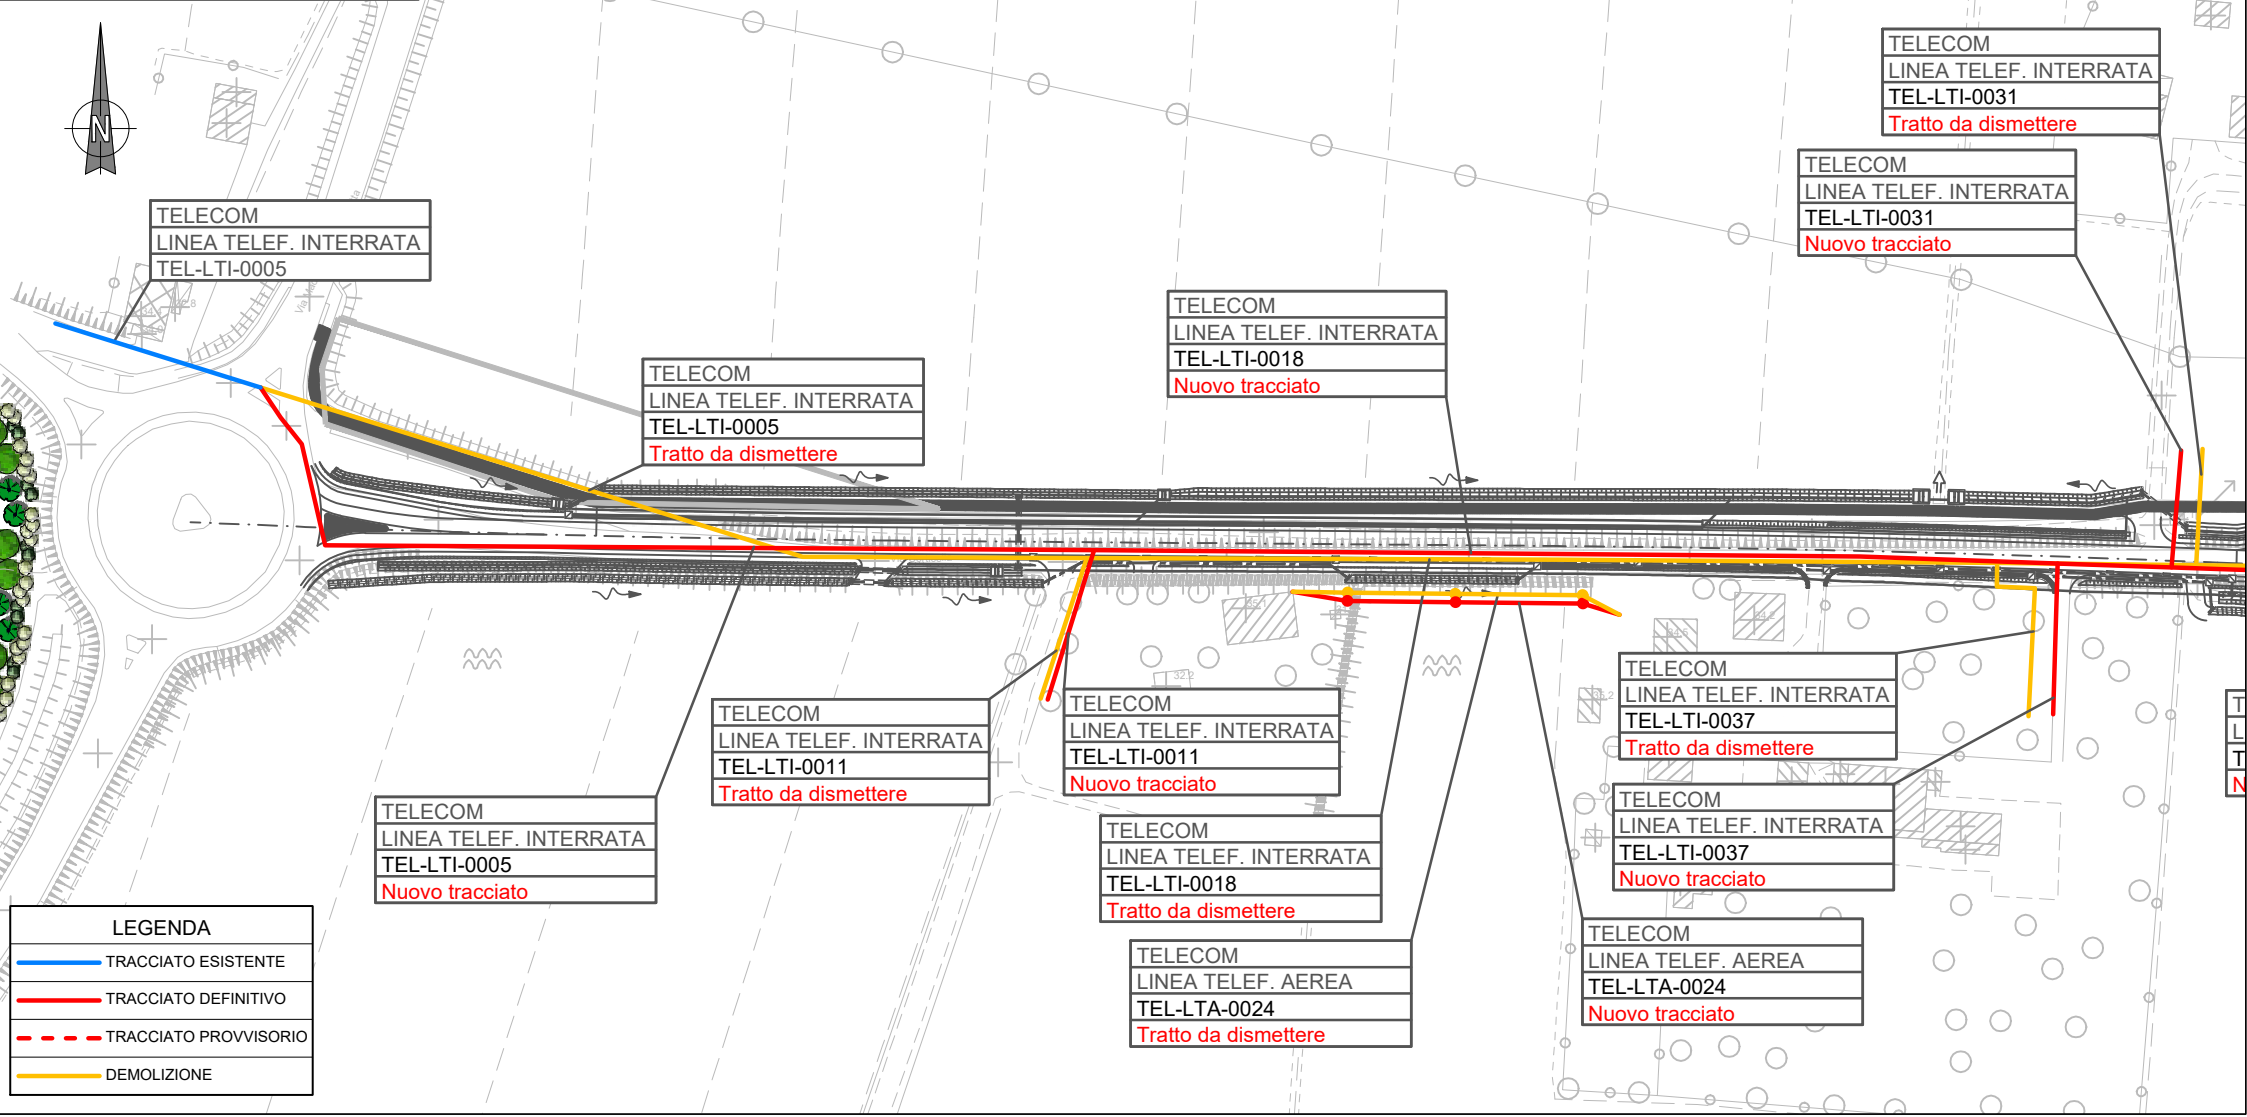 N
TELECOM
LINEA TELEF. INTERRATA
TEL-LTI-0031
Tratto da dismettere
TELECOM
LINEA TELEF. INTERRATA
TEL-LTI-0031
Nuovo tracciato
TELECOM
LINEA TELEF. INTERRATA
TEL-LTI-0005
TELECOM
LINEA TELEF. INTERRATA
TEL-LTI-0018
Nuovo tracciato
TELECOM
LINEA TELEF. INTERRATA
TEL-LTI-0005
Tratto da dismettere
TELECOM
LINEA TELEF. INTERRATA
TEL-LTI-0037
Tratto da dismettere
TELECOM
LINEA TELEF. INTERRATA
TEL-LTI-0011
Tratto da dismettere
TELECOM
LINEA TELEF. INTERRATA
TEL-LTI-0011
Nuovo tracciato
32.2
34.2
TELECOM
LINEA TELEF. INTERRATA
TEL-LTI-0037
Nuovo tracciato
TELECOM
LINEA TELEF. INTERRATA
TEL-LTI-0005
Nuovo tracciato
TELECOM
LINEA TELEF. INTERRATA
TEL-LTI-0018
Tratto da dismettere
TELECOM
LINEA TELEF. AEREA
TEL-LTA-0024
Tratto da dismettere
TELECOM
LINEA TELEF. AEREA
TEL-LTA-0024
Nuovo tracciato
T
L
T
N
LEGENDA
TRACCIATO ESISTENTE
TRACCIATO DEFINITIVO
TRACCIATO PROVVISORIO
DEMOLIZIONE